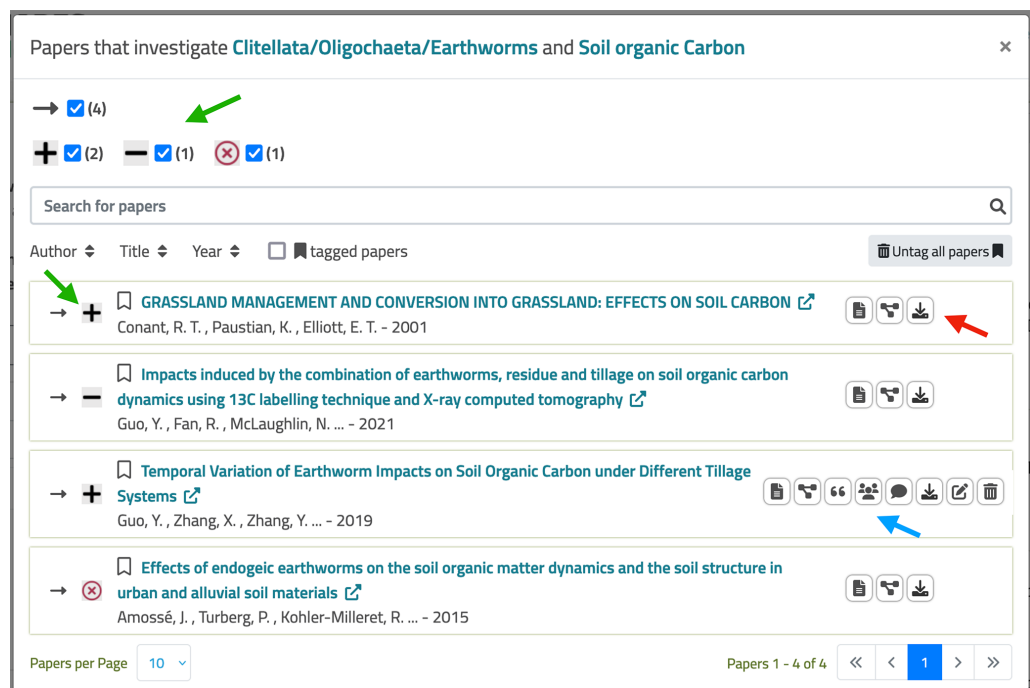 Papers that investigate Clitellata/Oligochaeta/Earthworms and Soil organic Carbon ×
(4)
(2) (1) (1)
Search for papers
Author Title Year tagged papers Untag all papers
GRASSLAND MANAGEMENT AND CONVERSION INTO GRASSLAND: EFFECTS ON SOIL CARBON
Conant, R. T. , Paustian, K. , Elliott, E. T. - 2001
Impacts induced by the combination of earthworms, residue and tillage on soil organic carbon
dynamics using 13C labelling technique and X-ray computed tomography
Guo, Y. , Fan, R. , McLaughlin, N. ... - 2021
Temporal Variation of Earthworm Impacts on Soil Organic Carbon under Different Tillage
Systems
Guo, Y. , Zhang, X. , Zhang, Y. ... - 2019
Effects of endogeic earthworms on the soil organic matter dynamics and the soil structure in
urban and alluvial soil materials
Amossé, J. , Turberg, P. , Kohler-Milleret, R. ... - 2015
Papers per Page 10 Papers 1 - 4 of 4 « ‹ 1 › »